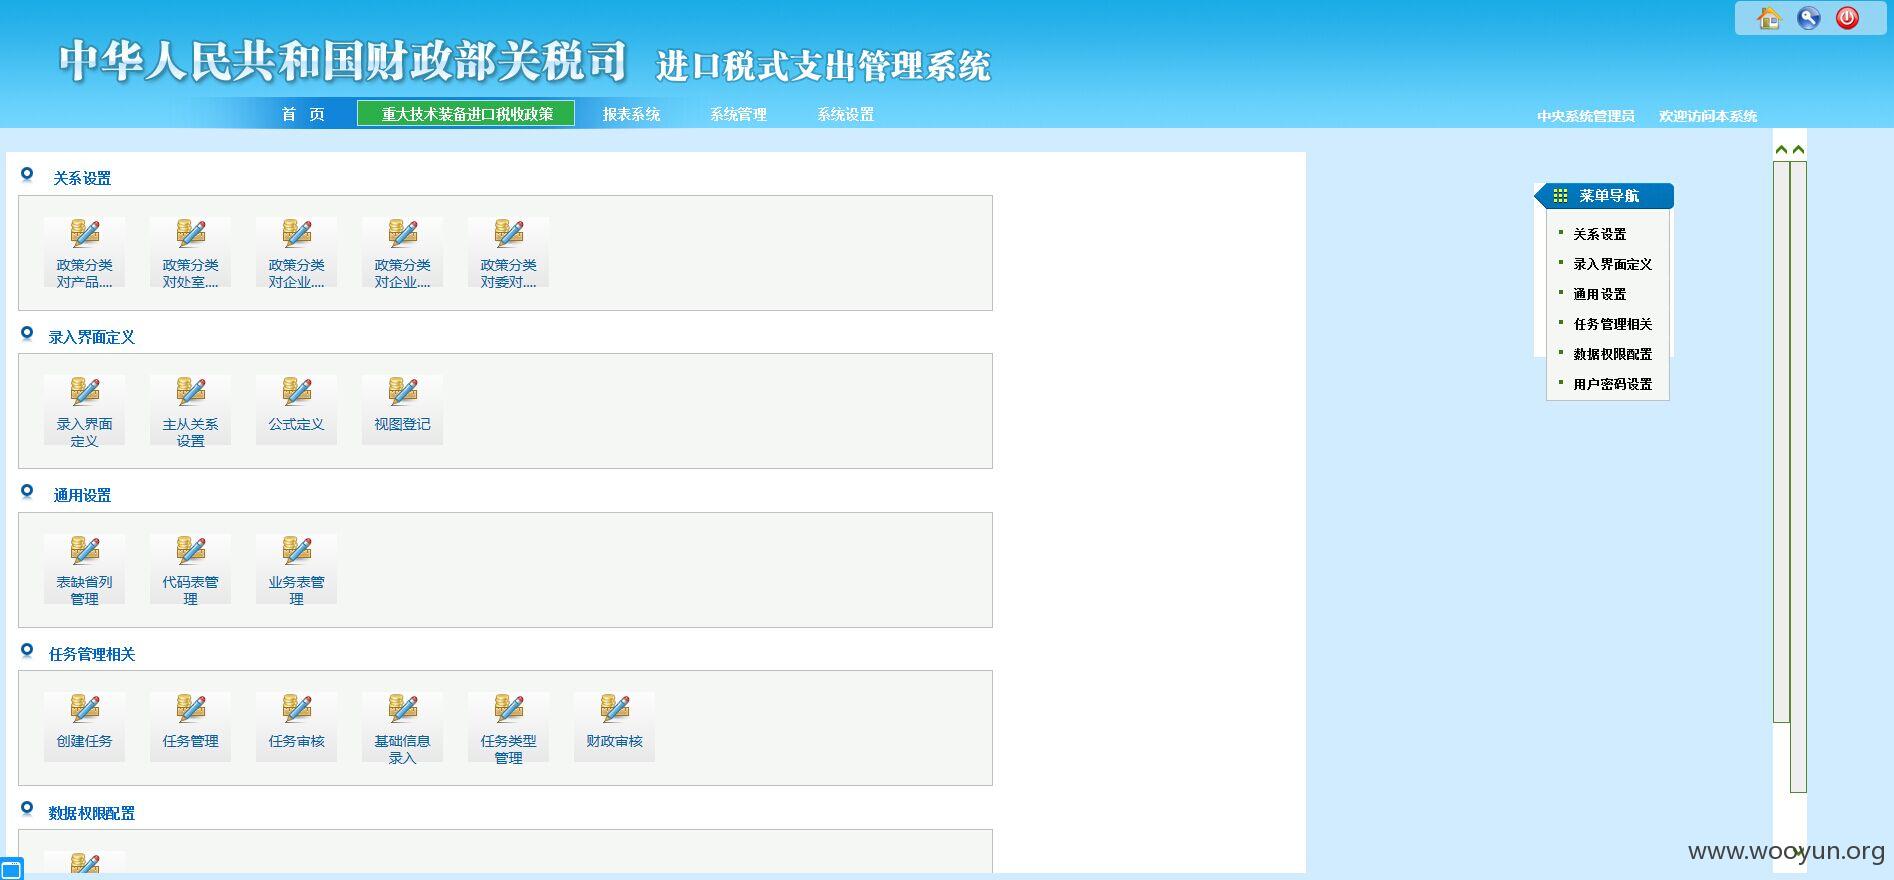 中华人民共和国财政部关税司 进口税式支出管理系统
首 页 重大技术装备进口税收政策 报表系统 系统管理 系统设置
中央系统管理员 欢迎访问本系统
关系设置
政策分类 政策分类 政策分类 政策分类 政策分类
对产品.... 对处室.... 对企业.... 对企业.... 对委对....
录入界面定义
录入界面 主从关系 公式定义 视图登记
定义 设置
通用设置
表缺省列 代码表管 业务表管
管理 理 理
任务管理相关
创建任务 任务管理 任务审核 基础信息 任务类型 财政审核
录入 管理
数据权限配置
菜单导航
关系设置
录入界面定义
通用设置
任务管理相关
数据权限配置
用户密码设置
www.wooyun.org